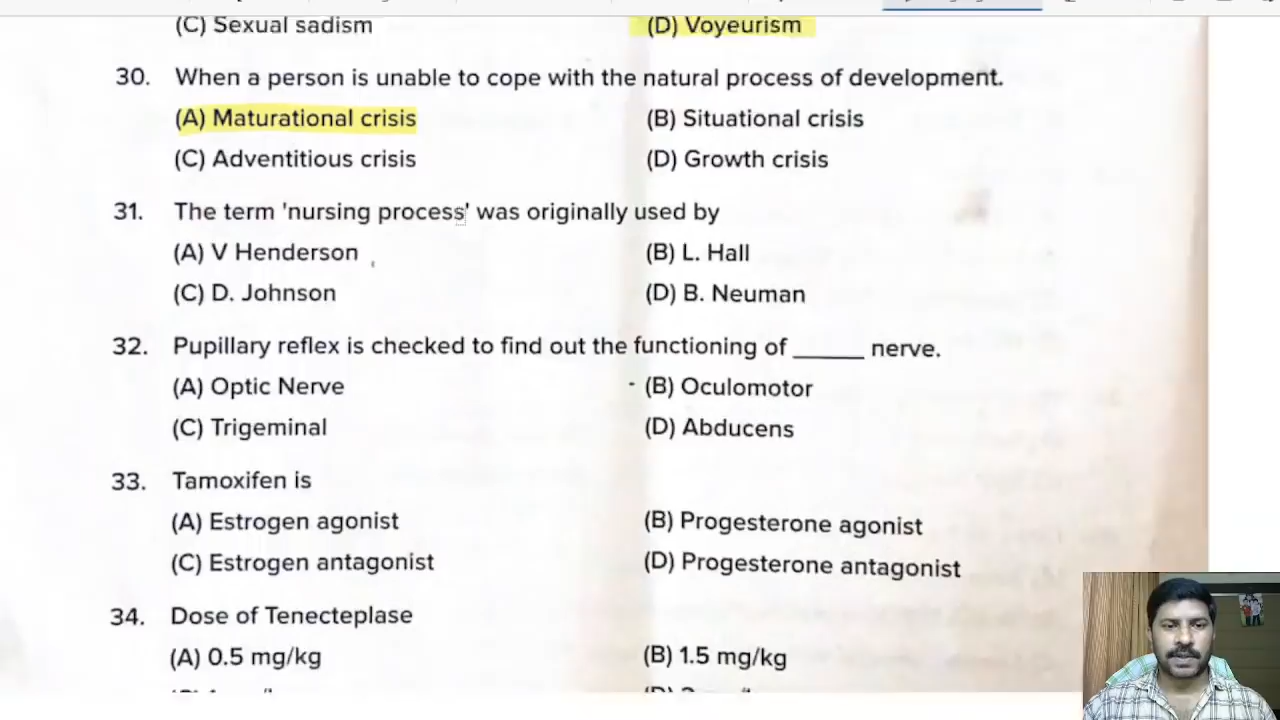 (C) Sexual sadism (D) Voyeurism
30. When a person is unable to cope with the natural process of development.
(A) Maturational crisis (B) Situational crisis
(C) Adventitious crisis (D) Growth crisis
31. The term 'nursing process' was originally used by
(A) V Henderson (B) L. Hall
(C) D. Johnson (D) B. Neuman
32. Pupillary reflex is checked to find out the functioning of ______ nerve.
(A) Optic Nerve (B) Oculomotor
(C) Trigeminal (D) Abducens
33. Tamoxifen is
(A) Estrogen agonist (B) Progesterone agonist
(C) Estrogen antagonist (D) Progesterone antagonist
34. Dose of Tenecteplase
(A) 0.5 mg/kg (B) 1.5 mg/kg